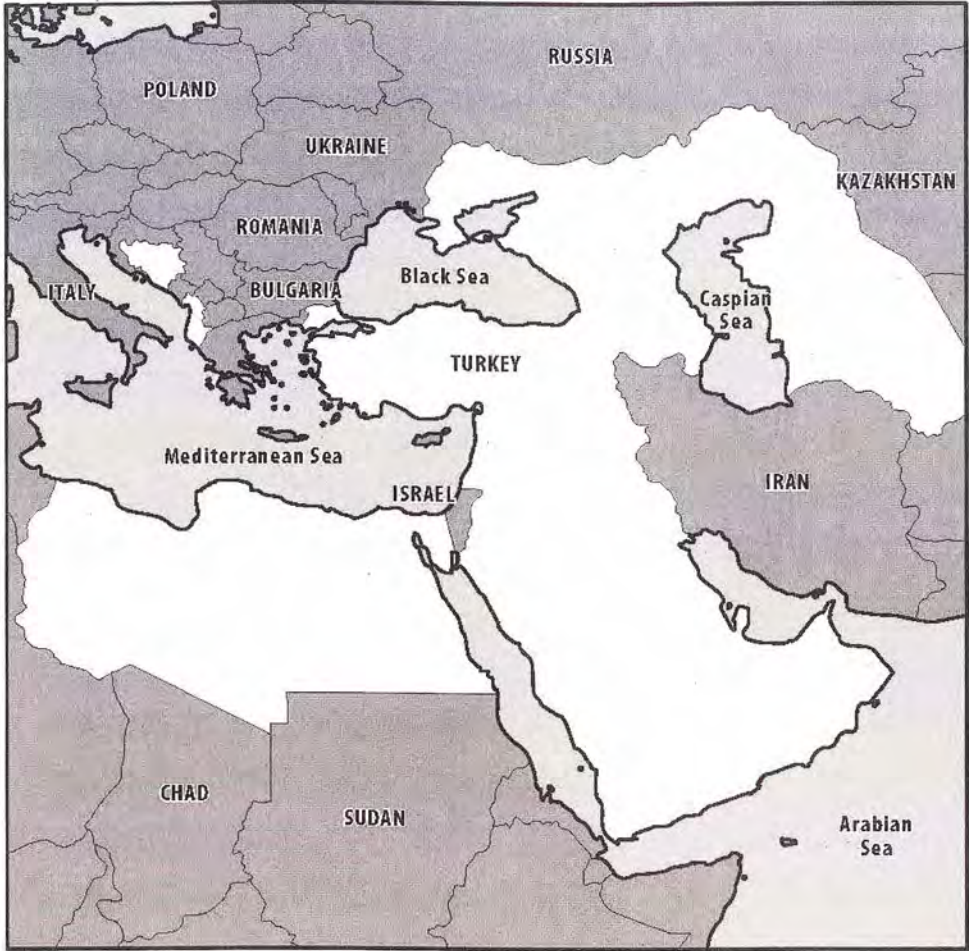 RUSSIA
POLAND
UKRAINE
KAZAKHSTAN
ROMANIA
Black Sea
ITALY
BULGARIA
Caspian
Sea
TURKEY
Mediterranean Sea
ISRAEL
IRAN
CHAD
SUDAN
Arabian
Sea